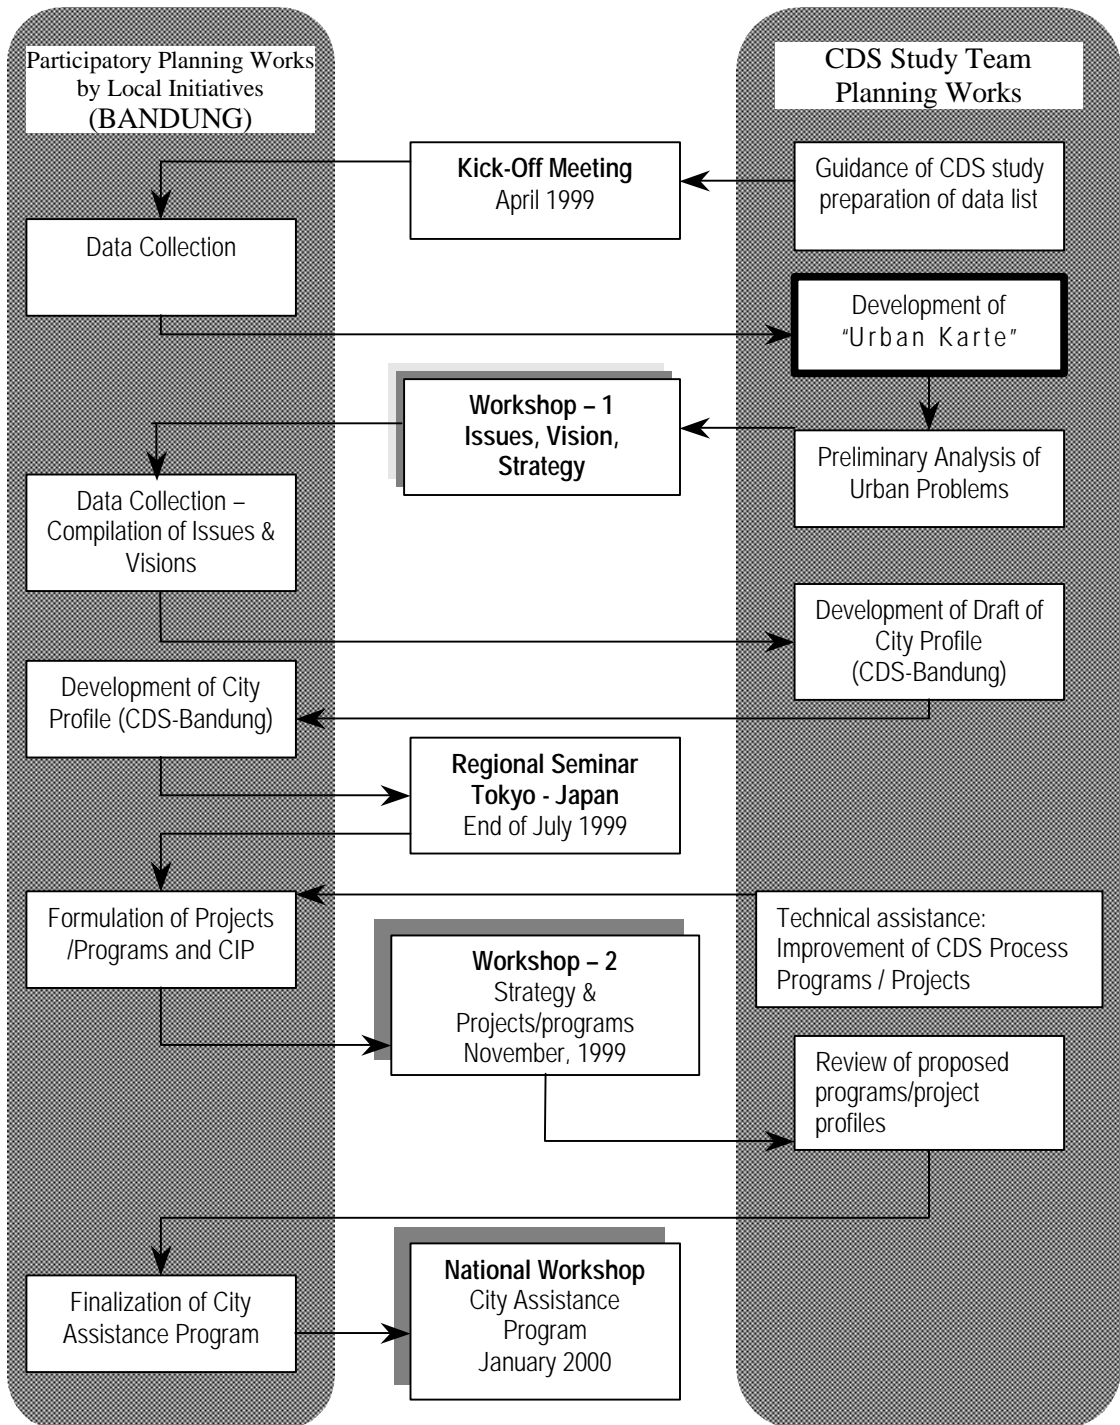 Participatory Planning Works
by Local Initiatives
(BANDUNG)
CDS Study Team
Planning Works
Kick-Off Meeting
April 1999
Guidance of CDS study
preparation of data list
Data Collection
Development of
"Urban Karte"
Workshop – 1
Issues, Vision,
Strategy
Preliminary Analysis of
Urban Problems
Data Collection –
Compilation of Issues &
Visions
Development of Draft of
City Profile
(CDS-Bandung)
Development of City
Profile (CDS-Bandung)
Regional Seminar
Tokyo - Japan
End of July 1999
Formulation of Projects
/Programs and CIP
Technical assistance:
Improvement of CDS Process
Programs / Projects
Workshop – 2
Strategy &
Projects/programs
November, 1999
Review of proposed
programs/project
profiles
Finalization of City
Assistance Program
National Workshop
City Assistance
Program
January 2000